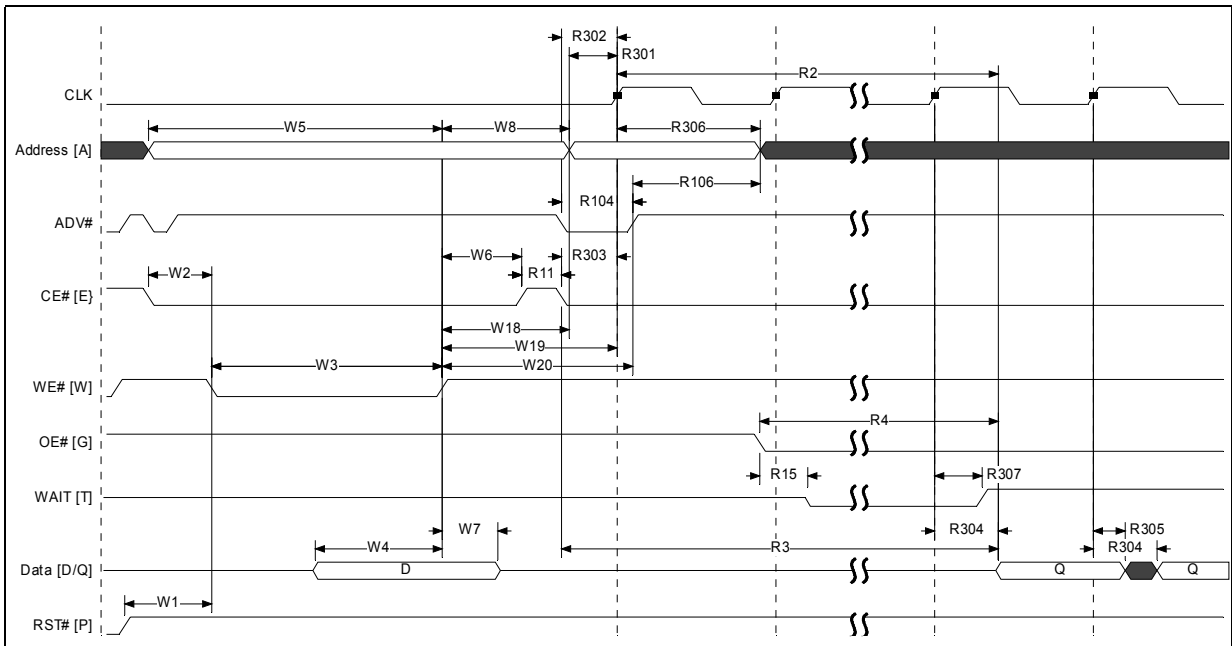 R302
R301
R2
CLK
W5
W8
R306
Address [A]
R106
R104
ADV#
W6
R303
W2
R11
CE# [E}
W18
W19
W3
W20
WE# [W]
R4
OE# [G]
R15
R307
WAIT [T]
W7
R304
R305
W4
R3
R304
Data [D/Q]
D
Q
Q
W1
RST# [P]